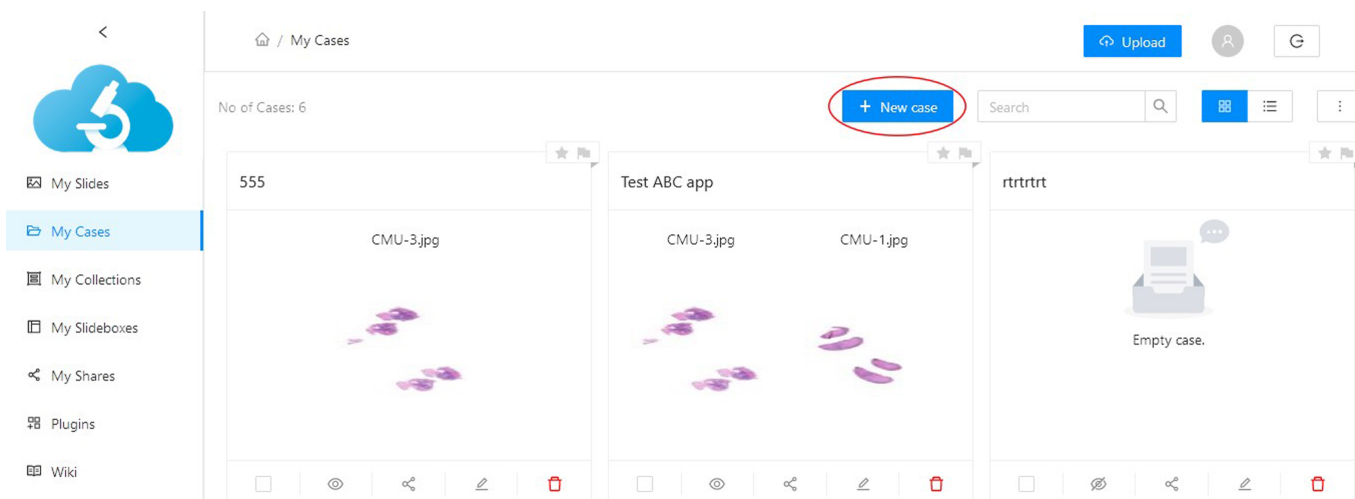 / My Cases
Upload
No of Cases: 6
+ New case
Search
My Slides
My Cases
My Collections
My Slideboxes
My Shares
Plugins
Wiki
555
CMU-3.jpg
Test ABC app
CMU-3.jpg
CMU-1.jpg
rtrtrtrt
Empty case.